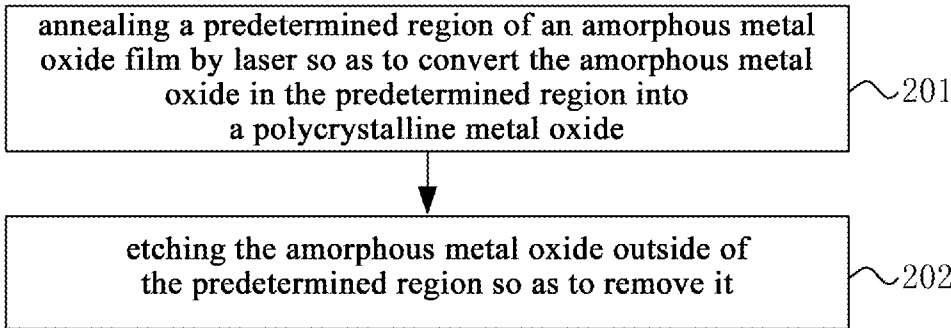 annealing a predetermined region of an amorphous metal
oxide film by laser so as to convert the amorphous metal
oxide in the predetermined region into
a polycrystalline metal oxide
201
etching the amorphous metal oxide outside of
the predetermined region so as to remove it
202